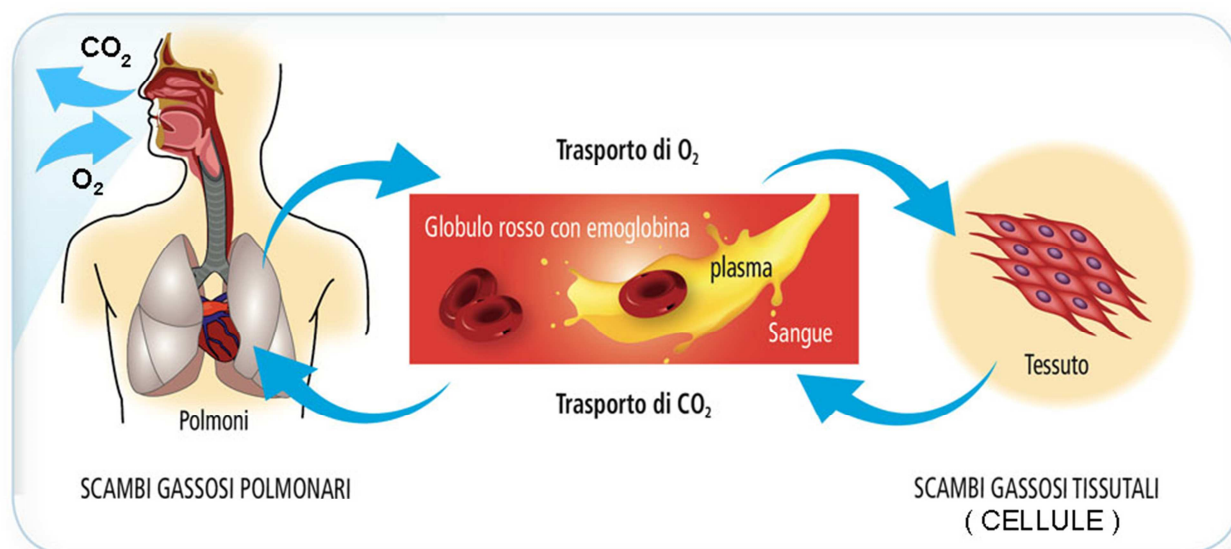 CO₂
O₂
Trasporto di O₂
Globulo rosso con emoglobina
plasma
Sangue
Trasporto di CO₂
Polmoni
Tessuto
SCAMBI GASSOSI POLMONARI
SCAMBI GASSOSI TISSUTALI
( CELLULE )